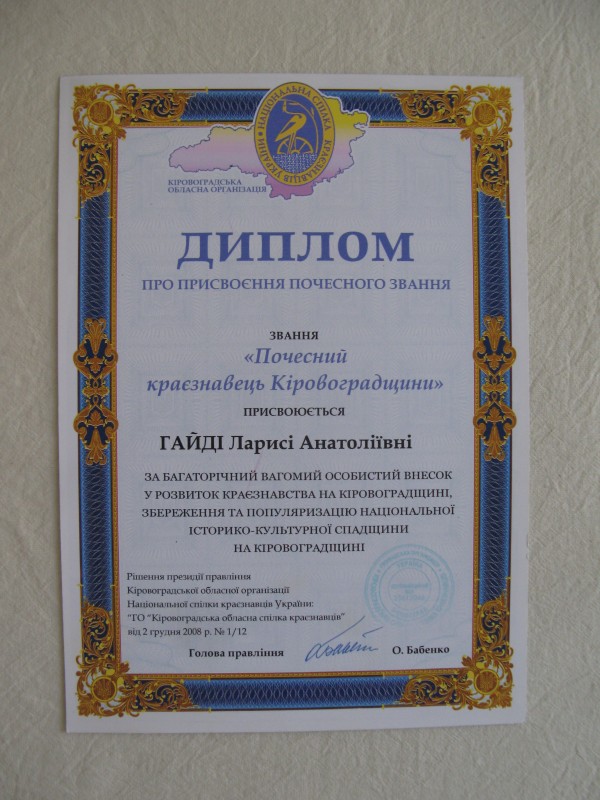 НАЦІОНАЛЬНА СПІЛКА КРАЄЗНАВЦІВ УКРАЇНИ
КІРОВОГРАДСЬКА
ОБЛАСНА ОРГАНІЗАЦІЯ
ДИПЛОМ
ПРО ПРИСВОЄННЯ ПОЧЕСНОГО ЗВАННЯ
ЗВАННЯ
«Почесний
краєзнавець Кіровоградщини»
ПРИСВОЮЄТЬСЯ
ГАЙДІ Ларисі Анатоліївні
ЗА БАГАТОРІЧНИЙ ВАГОМИЙ ОСОБИСТИЙ ВНЕСОК
У РОЗВИТОК КРАЄЗНАВСТВА НА КІРОВОГРАДЩИНІ,
ЗБЕРЕЖЕННЯ ТА ПОПУЛЯРИЗАЦІЮ НАЦІОНАЛЬНОЇ
ІСТОРИКО-КУЛЬТУРНОЇ СПАДЩИНИ
НА КІРОВОГРАДЩИНІ
Рішення президії правління
Кіровоградської обласної організації
Національної спілки краєзнавців України:
"ГО "Кіровоградська обласна спілка краєзнавців"
від 2 грудня 2008 р. № 1/12
Голова правління О. Бабенко